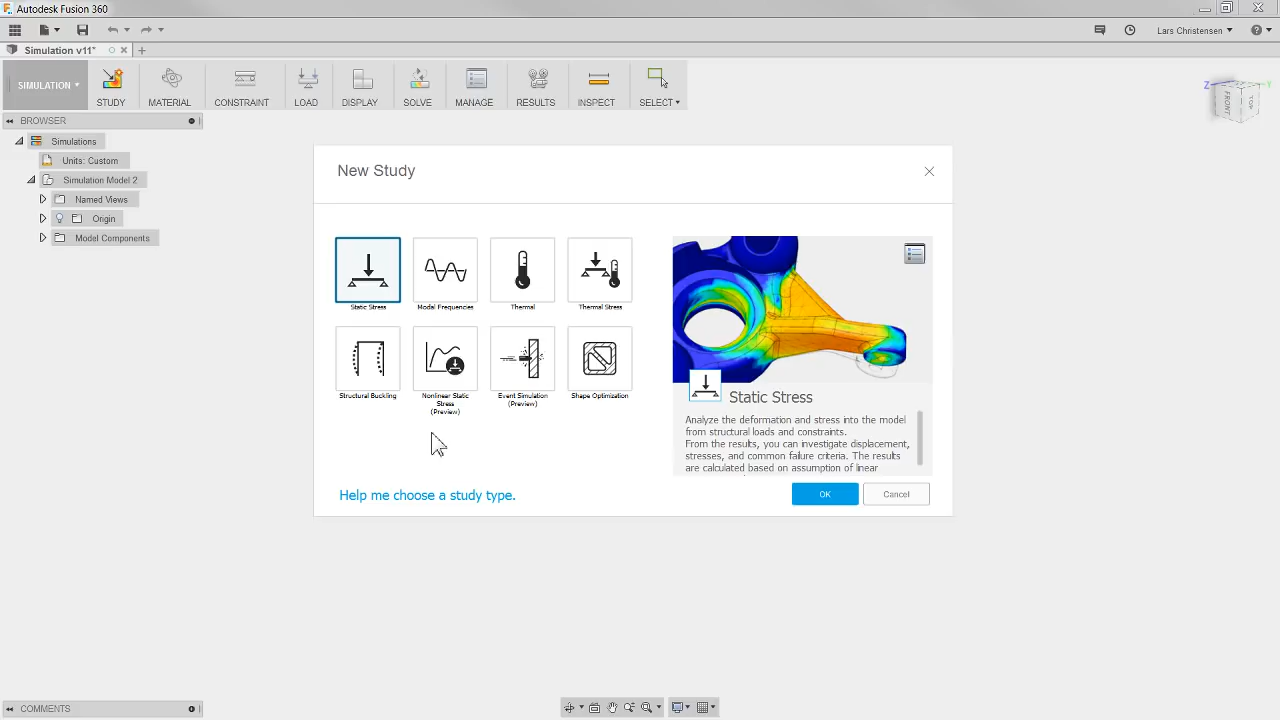 Autodesk Fusion 360
Simulation v11*
Lars Christensen
SIMULATION
STUDY
MATERIAL
CONSTRAINT
LOAD
DISPLAY
SOLVE
MANAGE
RESULTS
INSPECT
SELECT
Z
Y
FRONT
TOP
BROWSER
Simulations
Units: Custom
Simulation Model 2
Named Views
Origin
Model Components
New Study
Static Stress
Modal Frequencies
Thermal
Thermal Stress
Structural Buckling
Nonlinear Static
Stress
(Preview)
Event Simulation
(Preview)
Shape Optimization
Static Stress
Analyze the deformation and stress into the model
from structural loads and constraints.
From the results, you can investigate displacement,
stresses, and common failure criteria. The results
are calculated based on assumption of linear
Help me choose a study type.
OK
Cancel
COMMENTS